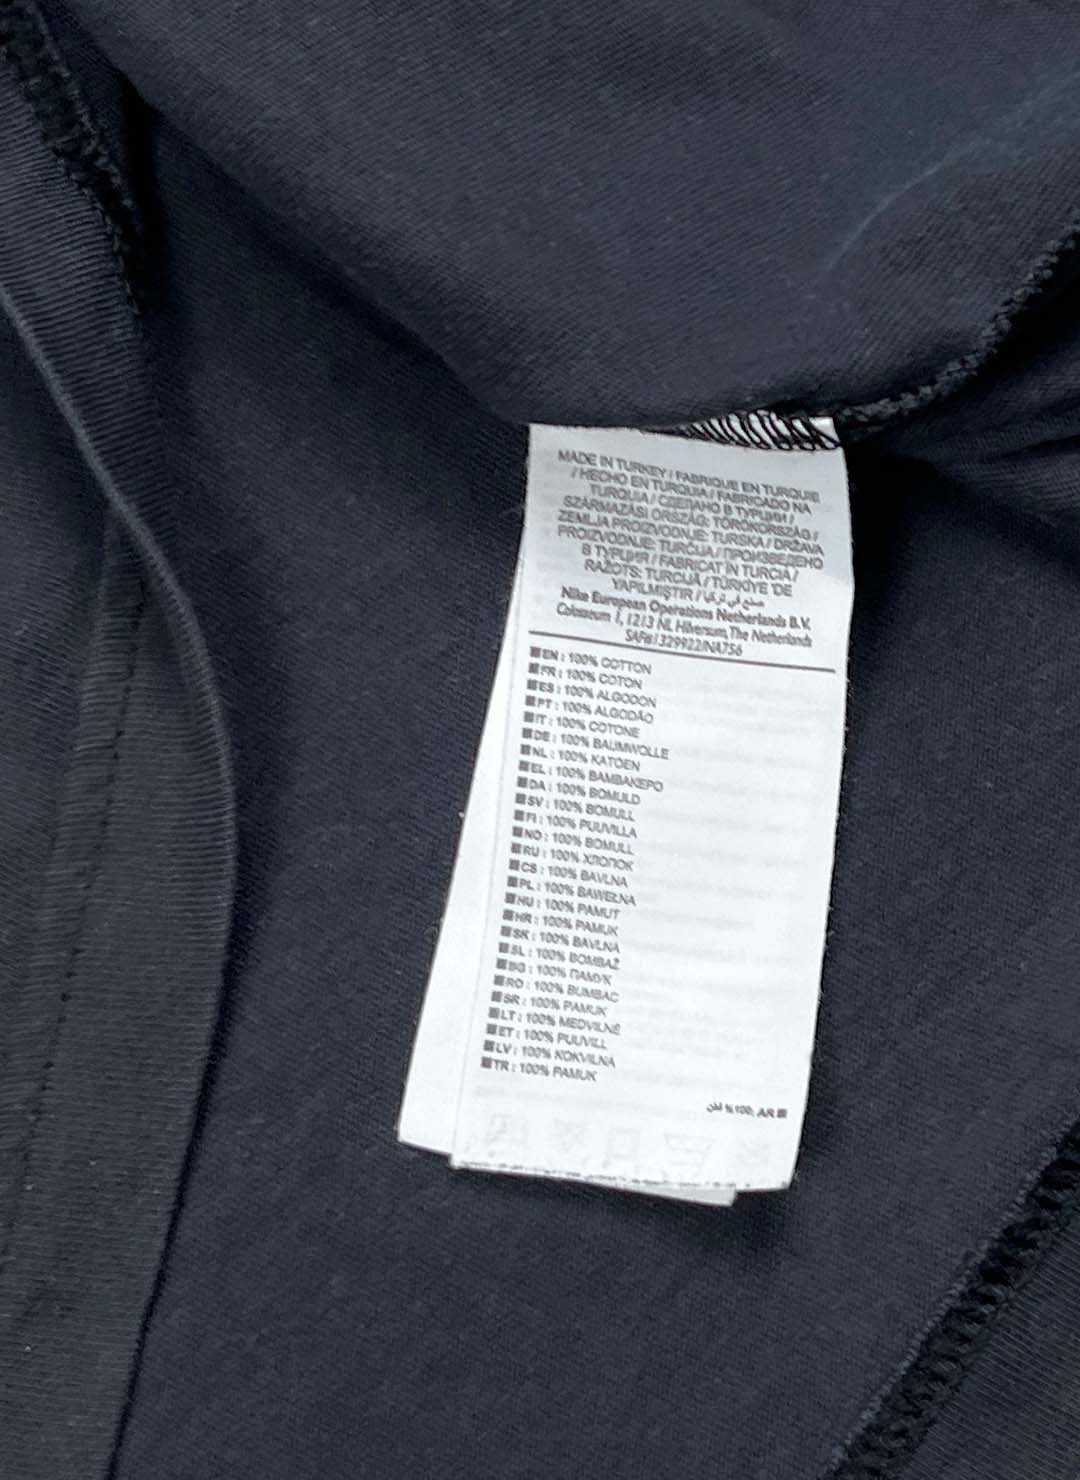 MADE IN TURKEY / FABRIQUE EN TURQUIE
/ HECHO EN TURQUIA / FABRICADO NA
TURQUIA / СДЕЛАНО В ТУРЦИИ /
SZÁRMAZÁSI ORSZÁG: TÖRÖKORSZÁG /
ZEMLJA PROIZVODNJE: TURSKA / DRŽAVA
PROIZVODNJE: TURČIJA / ПРОИЗВЕДЕНО
В ТУРЦИЯ / FABRICAT ÎN TURCIA /
RAŽOTS: TURCIJĀ / TÜRKIYE'DE
YAPILMIŞTIR / صنع في تركيا
Nike European Operations Netherlands B.V.
Colosseum 1, 1213 NL Hilversum, The Netherlands
SAF#/329922/NA756
EN : 100% COTTON
FR : 100% COTON
ES : 100% ALGODON
PT : 100% ALGODÃO
IT : 100% COTONE
DE : 100% BAUMWOLLE
NL : 100% KATOEN
EL : 100% ΒΑΜΒΑΚΕΡΟ
DA : 100% BOMULD
SV : 100% BOMULL
FI : 100% PUUVILLA
NO : 100% BOMULL
RU : 100% ХЛОПОК
CS : 100% BAVLNA
PL : 100% BAWEŁNA
HU : 100% PAMUT
HR : 100% PAMUK
SK : 100% BAVLNA
SL : 100% BOMBAŽ
BG : 100% ПАМУК
RO : 100% BUMBAC
SR : 100% PAMUK
LT : 100% MEDVILNĖ
ET : 100% PUUVILL
LV : 100% KOKVILNA
TR : 100% PAMUK
AR :100% قطن